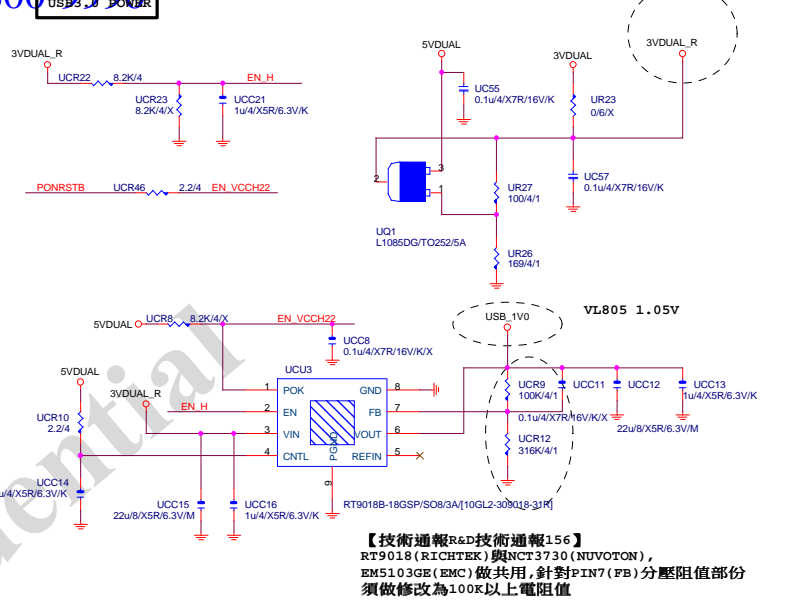 USB3.0 POWER
3VDUAL_R
UCR22
8.2K/4
EN_H
UCR23
8.2K/4/X
UCC21
1u/4/X5R/6.3V/K
PONRSTB
UCR46
2.2/4
EN_VCCH22
5VDUAL
3VDUAL
3VDUAL_R
UC55
0.1u/4/X7R/16V/K
UR23
0/6/X
3
2
1
UR27
100/4/1
UC57
0.1u/4/X7R/16V/K
UQ1
L1085DG/TO252/5A
UR26
169/4/1
5VDUAL
UCR8
8.2K/4/X
EN_VCCH22
UCC8
0.1u/4/X7R/16V/K/X
USB_1V0
VL805 1.05V
5VDUAL
3VDUAL_R
UCR10
2.2/4
EN_H
UCU3
1 POK GND 8
2 EN FB 7
3 VIN VOUT 6
4 CNTL REFIN 5
PGND
9
UCR9
100K/4/1
UCC11
0.1u/4/X7R/16V/K/X
UCC12
22u/8/X5R/6.3V/M
UCC13
1u/4/X5R/6.3V/K
UCR12
316K/4/1
UCC14
u/4/X5R/6.3V/K
UCC15
22u/8/X5R/6.3V/M
UCC16
1u/4/X5R/6.3V/K
RT9018B-18GSP/SO8/3A/[10GL2-309018-31R]
【技術通報R&D技術通報156】
RT9018(RICHTEK)與NCT3730(NUVOTON),
EM5103GE(EMC)做共用,針對PIN7(FB)分壓阻值部份
須做修改為100K以上電阻值
dential